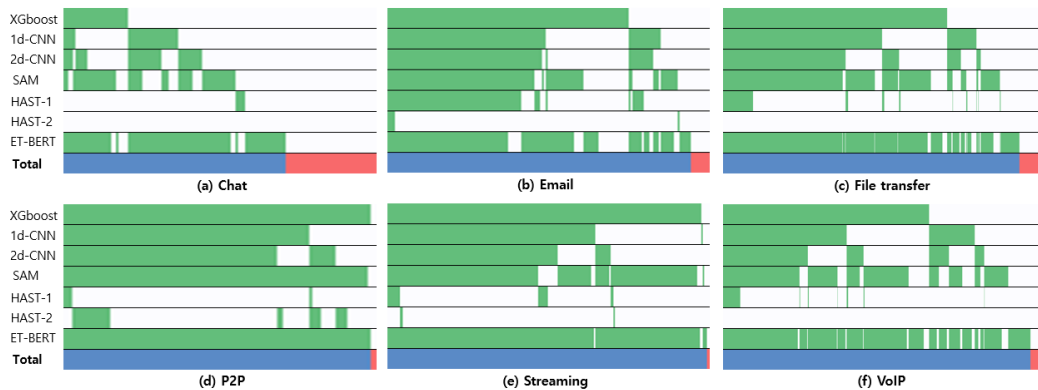 XGboost
1d-CNN
2d-CNN
SAM
HAST-1
HAST-2
ET-BERT
Total
(a) Chat
(b) Email
(c) File transfer
XGboost
1d-CNN
2d-CNN
SAM
HAST-1
HAST-2
ET-BERT
Total
(d) P2P
(e) Streaming
(f) VoIP